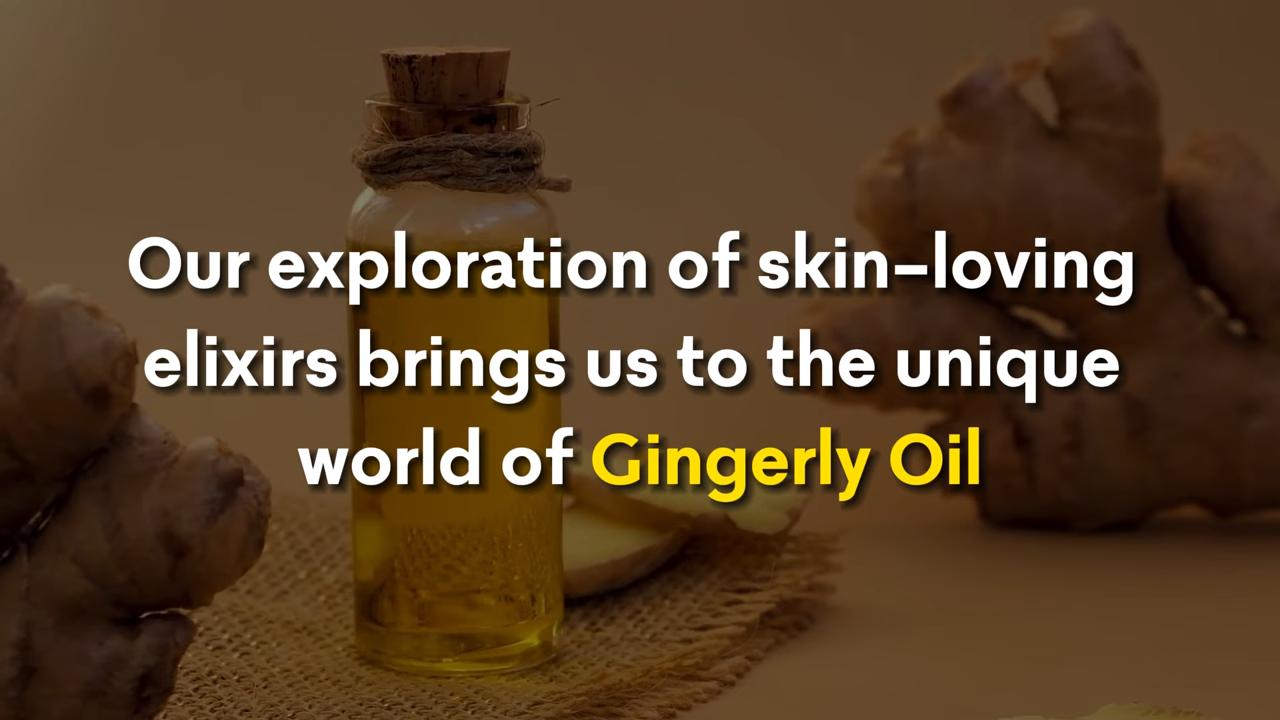 Our exploration of skin-loving
elixirs brings us to the unique
world of Gingerly Oil